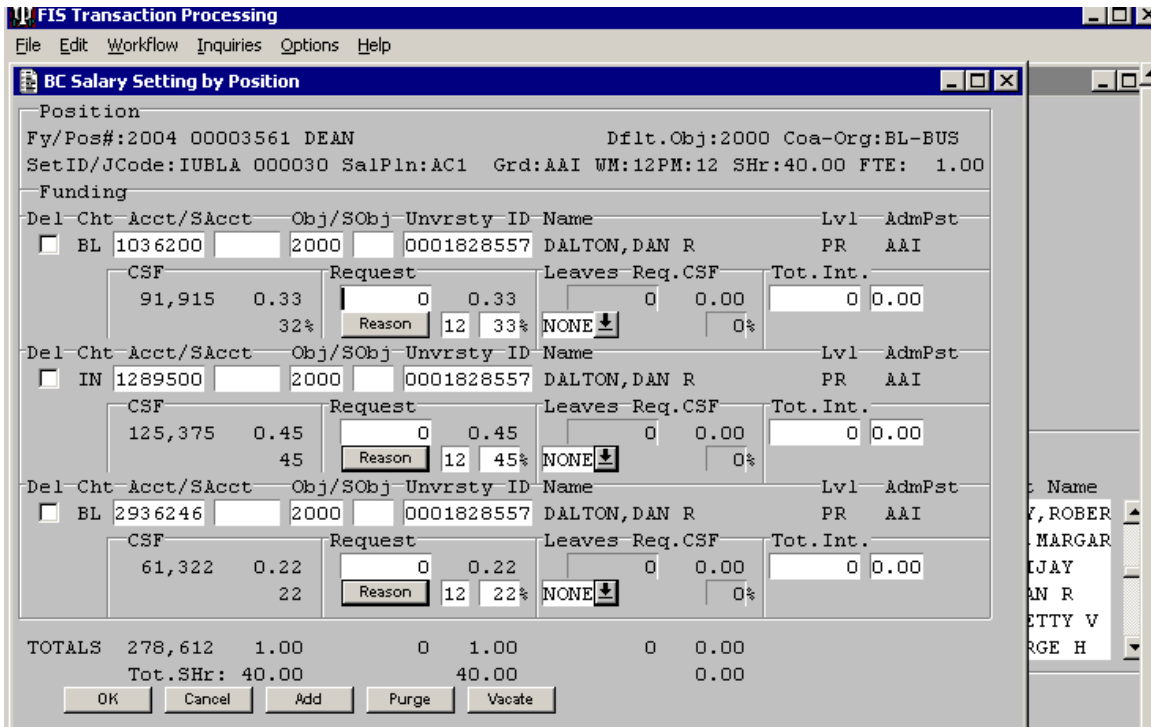 FIS Transaction Processing
File Edit Workflow Inquiries Options Help
BC Salary Setting by Position
Position
Fy/Pos#:2004 00003561 DEAN Dflt.Obj:2000 Coa-Org:BL-BUS
SetID/JCode:IUBLA 000030 SalPln:AC1 Grd:AAI WM:12PM:12 SHr:40.00 FTE: 1.00
Funding
Del Cht Acct/SAcct Obj/SObj Unvrsty ID Name Lvl AdmPst
BL 1036200 2000 0001828557 DALTON,DAN R PR AAI
CSF Request Leaves Req.CSF Tot.Int.
91,915 0.33 0 0.33 0 0.00 0 0.00
32% Reason 12 33% NONE 0%
Del Cht Acct/SAcct Obj/SObj Unvrsty ID Name Lvl AdmPst
IN 1289500 2000 0001828557 DALTON,DAN R PR AAI
CSF Request Leaves Req.CSF Tot.Int.
125,375 0.45 0 0.45 0 0.00 0 0.00
45 Reason 12 45% NONE 0%
Del Cht Acct/SAcct Obj/SObj Unvrsty ID Name Lvl AdmPst
BL 2936246 2000 0001828557 DALTON,DAN R PR AAI
CSF Request Leaves Req.CSF Tot.Int.
61,322 0.22 0 0.22 0 0.00 0 0.00
22 Reason 12 22% NONE 0%
TOTALS 278,612 1.00 0 1.00 0 0.00
Tot.SHr: 40.00 40.00 0.00
OK Cancel Add Purge Vacate
t Name
Y,ROBER
MARGAR
IJAY
AN R
ETTY V
RGE H